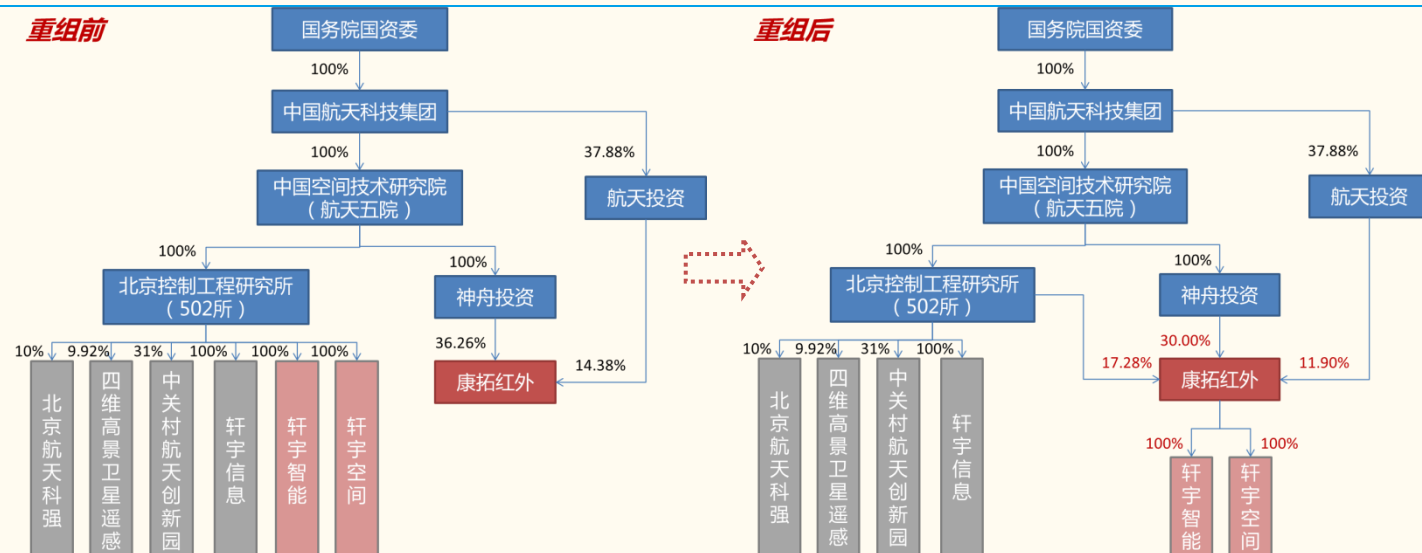 重组前
国务院国资委
100%
中国航天科技集团
100%
37.88%
中国空间技术研究院
（航天五院）
航天投资
100%
100%
北京控制工程研究所
（502所）
神舟投资
36.26%
14.38%
康拓红外
10%
9.92%
31%
100%
100%
100%
北京航天科强
四维高景卫星遥感
中关村航天创新园
轩宇信息
轩宇智能
轩宇空间
重组后
国务院国资委
100%
中国航天科技集团
100%
37.88%
中国空间技术研究院
（航天五院）
航天投资
100%
100%
北京控制工程研究所
（502所）
神舟投资
30.00%
17.28%
11.90%
康拓红外
10%
9.92%
31%
100%
北京航天科强
四维高景卫星遥感
中关村航天创新园
轩宇信息
100%
100%
轩宇智能
轩宇空间